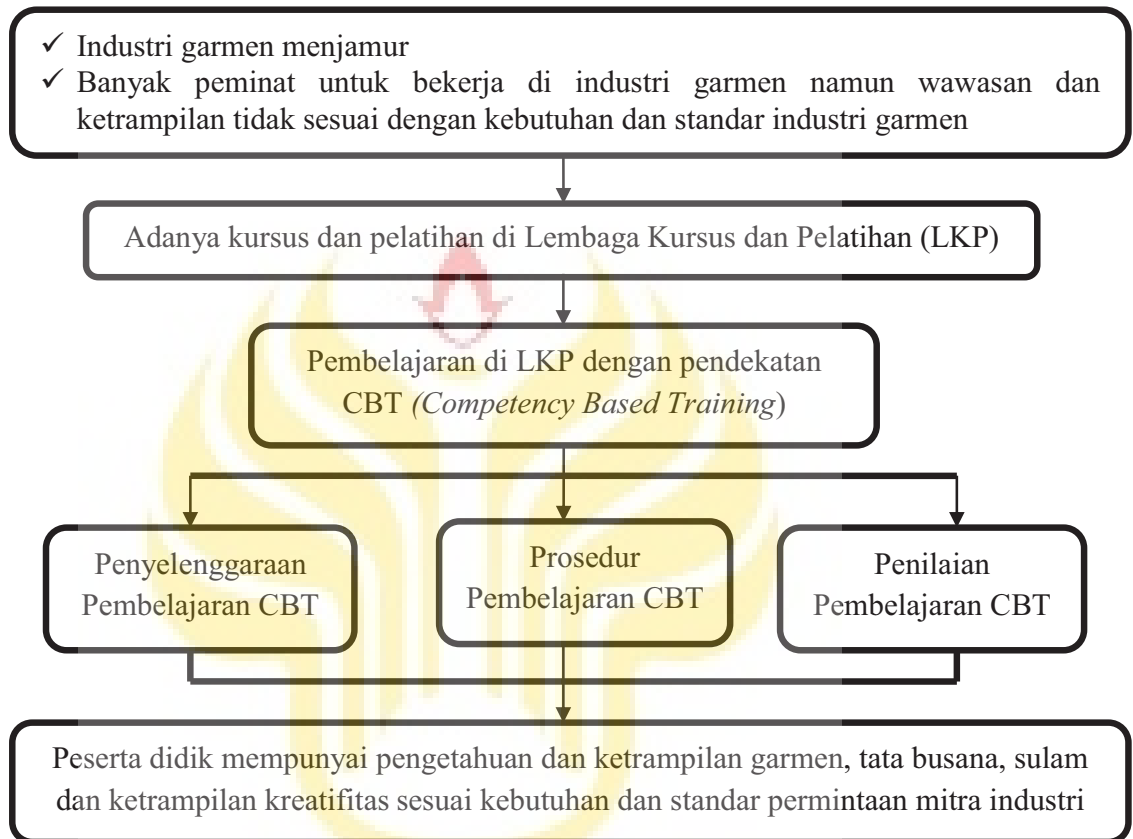 ✓ Industri garmen menjamur
✓ Banyak peminat untuk bekerja di industri garmen namun wawasan dan
ketrampilan tidak sesuai dengan kebutuhan dan standar industri garmen
Adanya kursus dan pelatihan di Lembaga Kursus dan Pelatihan (LKP)
Pembelajaran di LKP dengan pendekatan
CBT (Competency Based Training)
Penyelenggaraan
Pembelajaran CBT
Prosedur
Pembelajaran CBT
Penilaian
Pembelajaran CBT
Peserta didik mempunyai pengetahuan dan ketrampilan garmen, tata busana, sulam
dan ketrampilan kreatifitas sesuai kebutuhan dan standar permintaan mitra industri